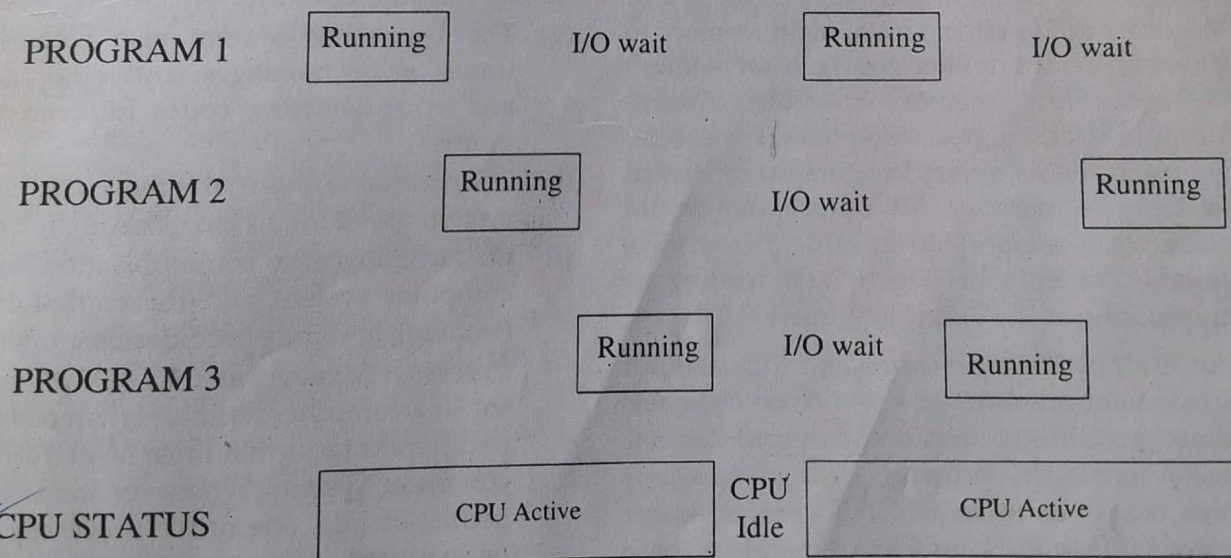 PROGRAM 1 Running I/O wait Running I/O wait
PROGRAM 2 Running I/O wait Running
PROGRAM 3 Running I/O wait Running
CPU STATUS CPU Active CPU Idle CPU Active